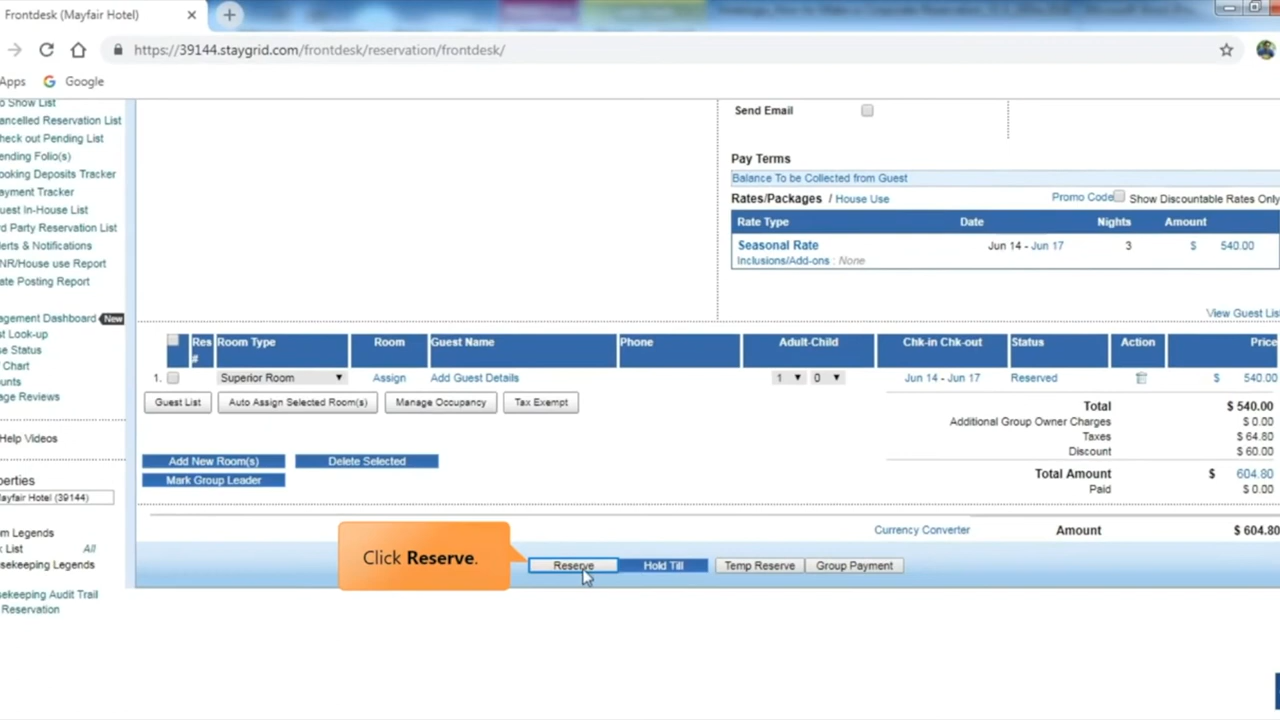 Frontdesk (Mayfair Hotel)
https://39144.staygrid.com/frontdesk/reservation/frontdesk/
Apps Google
o Show List
ancelled Reservation List
heck out Pending List
ending Folio(s)
ooking Deposits Tracker
ayment Tracker
uest In-House List
rd Party Reservation List
lerts & Notifications
NR/House use Report
ate Posting Report
agement Dashboard New
st Look-up
se Status
f Chart
ounts
age Reviews
Help Videos
perties
Mayfair Hotel (39144)
m Legends
k List All
usekeeping Legends
sekeeping Audit Trail
Reservation
Send Email
Pay Terms
Balance To be Collected from Guest
Rates/Packages / House Use Promo Code Show Discountable Rates Only
Rate Type Date Nights Amount
Seasonal Rate Jun 14 - Jun 17 3 $ 540.00
Inclusions/Add-ons : None
View Guest Lis
Res # Room Type Room Guest Name Phone Adult-Child Chk-in Chk-out Status Action Price
1. Superior Room Assign Add Guest Details 1 0 Jun 14 - Jun 17 Reserved $ 540.00
Guest List Auto Assign Selected Room(s) Manage Occupancy Tax Exempt
Total $ 540.00
Additional Group Owner Charges $ 0.00
Taxes $ 64.80
Discount $ 60.00
Add New Room(s) Delete Selected
Mark Group Leader
Total Amount $ 604.80
Paid $ 0.00
Currency Converter Amount $ 604.80
Click Reserve.
Reserve Hold Till Temp Reserve Group Payment